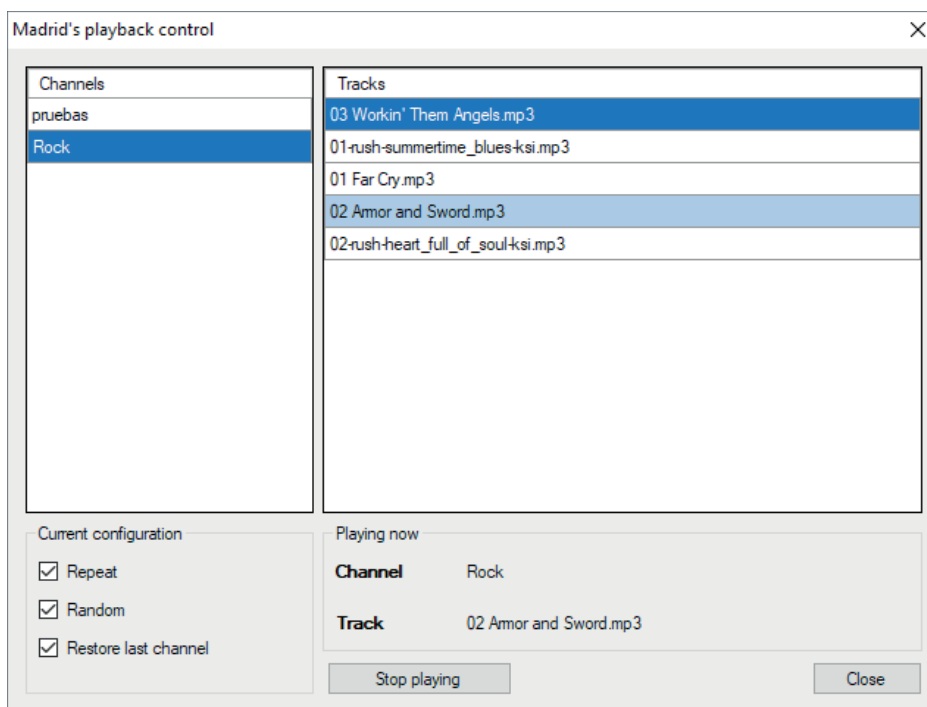 Madrid's playback control
Channels
pruebas
Rock
Tracks
03 Workin' Them Angels.mp3
01-rush-summertime_blues-ksi.mp3
01 Far Cry.mp3
02 Armor and Sword.mp3
02-rush-heart_full_of_soul-ksi.mp3
Current configuration
Repeat
Random
Restore last channel
Playing now
Channel Rock
Track 02 Armor and Sword.mp3
Stop playing
Close